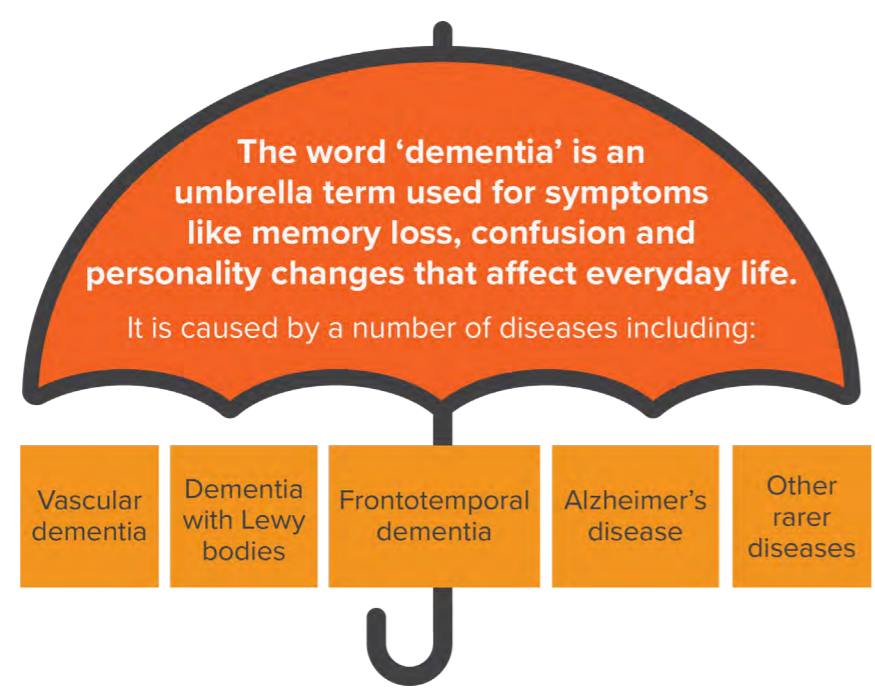 The word ‘dementia’ is an
umbrella term used for symptoms
like memory loss, confusion and
personality changes that affect everyday life.
It is caused by a number of diseases including:
Vascular
dementia
Dementia
with Lewy
bodies
Frontotemporal
dementia
Alzheimer’s
disease
Other
rarer
diseases